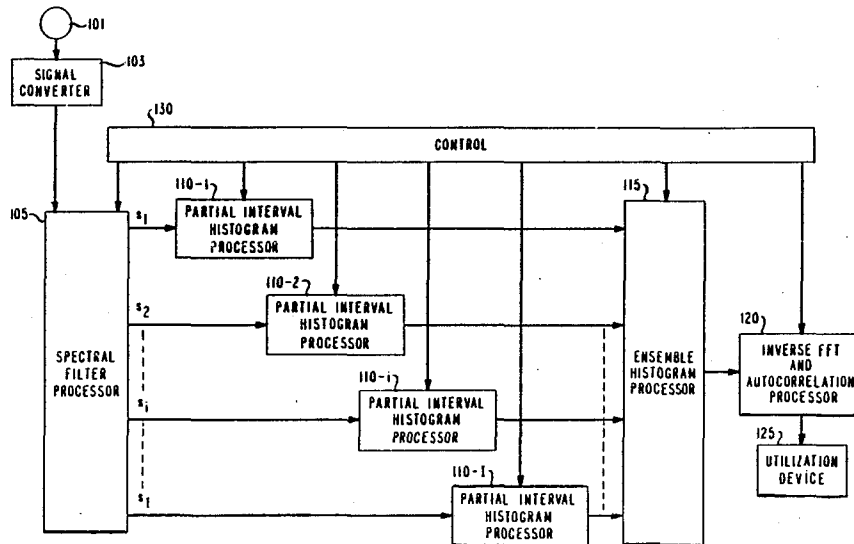 101
103
SIGNAL
CONVERTER
130
CONTROL
110-1
115
105
s1
PARTIAL INTERVAL
HISTOGRAM
PROCESSOR
110-2
s2
PARTIAL INTERVAL
HISTOGRAM
PROCESSOR
120
SPECTRAL
FILTER
PROCESSOR
ENSEMBLE
HISTOGRAM
PROCESSOR
INVERSE FFT
AND
AUTOCORRELATION
PROCESSOR
110-i
si
PARTIAL INTERVAL
HISTOGRAM
PROCESSOR
125
UTILIZATION
DEVICE
110-I
sI
PARTIAL INTERVAL
HISTOGRAM
PROCESSOR